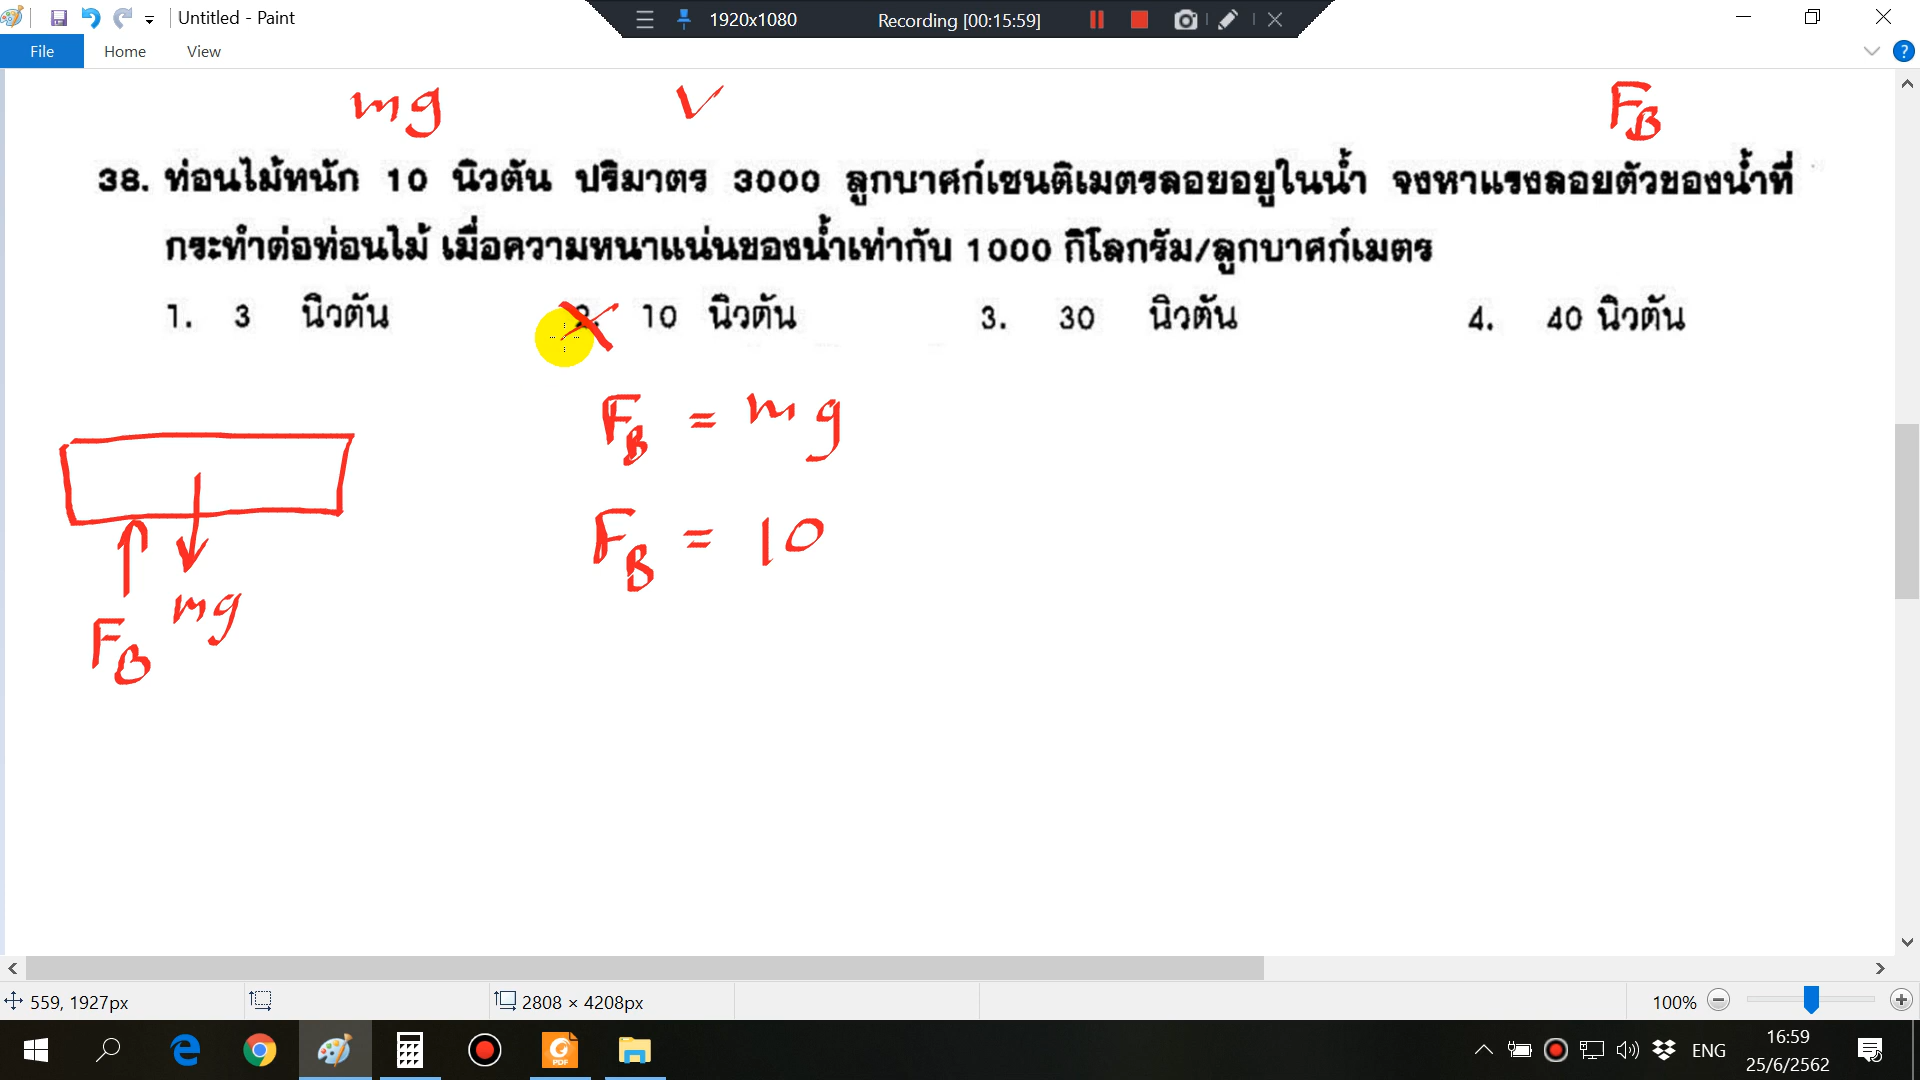 Untitled - Paint
1920x1080 Recording [00:15:59]
File Home View
mg V F_B
38. ท่อนไม้หนัก 10 นิวตัน ปริมาตร 3000 ลูกบาศก์เซนติเมตรลอยอยู่ในน้ำ จงหาแรงลอยตัวของน้ำที่
กระทำต่อท่อนไม้ เมื่อความหนาแน่นของน้ำเท่ากับ 1000 กิโลกรัม/ลูกบาศก์เมตร
1. 3 นิวตัน 2. 10 นิวตัน 3. 30 นิวตัน 4. 40 นิวตัน
F_B = mg
F_B = 10
mg
F_B
559, 1927px 2808 × 4208px 100%
PDF ENG 16:59
25/6/2562